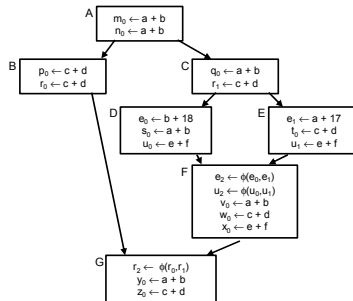 A
m₀ ← a + b
n₀ ← a + b
B
p₀ ← c + d
r₀ ← c + d
C
q₀ ← a + b
r₁ ← c + d
D
e₀ ← b + 18
s₀ ← a + b
u₀ ← e + f
E
e₁ ← a + 17
t₀ ← c + d
u₁ ← e + f
F
e₂ ← ϕ(e₀,e₁)
u₂ ← ϕ(u₀,u₁)
v₀ ← a + b
w₀ ← c + d
x₀ ← e + f
G
r₂ ← ϕ(r₀,r₁)
y₀ ← a + b
z₀ ← c + d